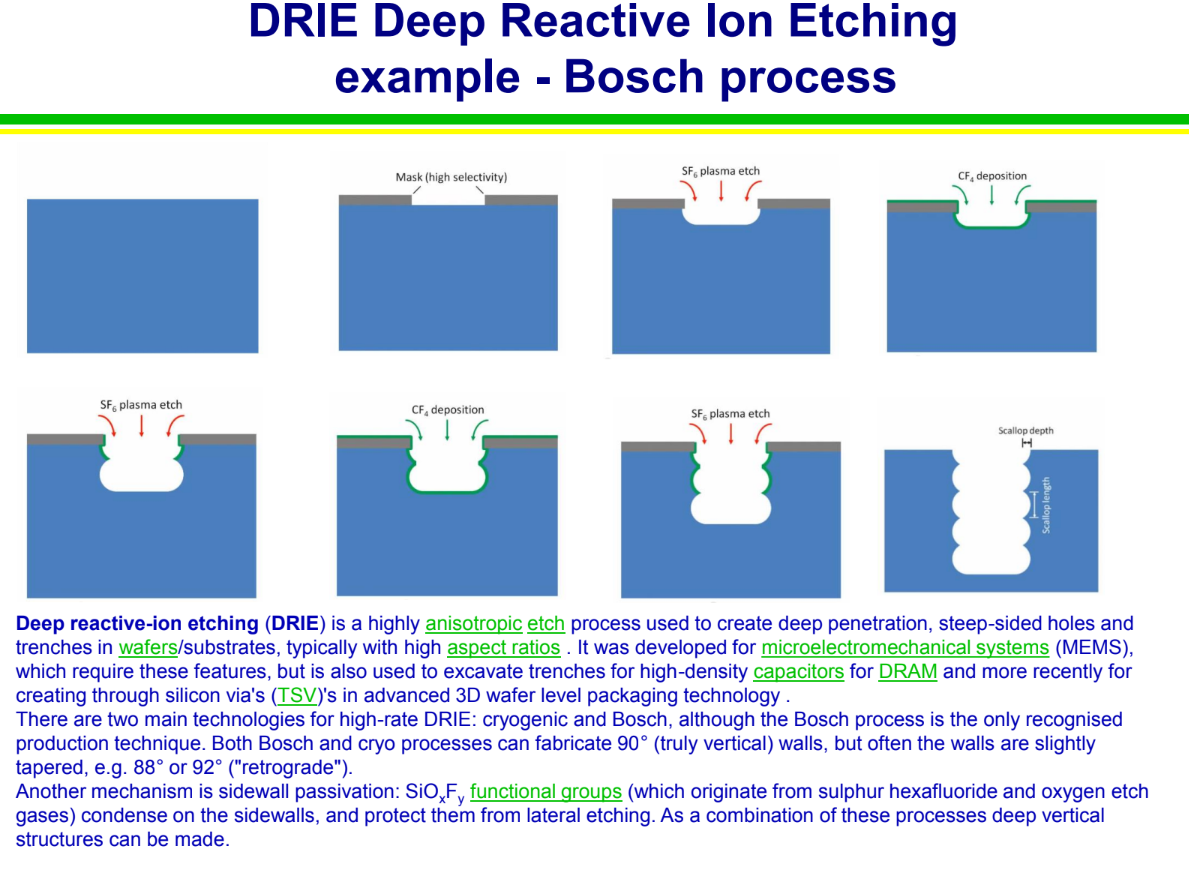 DRIE Deep Reactive Ion Etching
example - Bosch process
Mask (high selectivity)
SF₆ plasma etch
CF₄ deposition
SF₆ plasma etch
CF₄ deposition
SF₆ plasma etch
Scallop depth
Scallop length
Deep reactive-ion etching (DRIE) is a highly anisotropic etch process used to create deep penetration, steep-sided holes and
trenches in wafers/substrates, typically with high aspect ratios . It was developed for microelectromechanical systems (MEMS),
which require these features, but is also used to excavate trenches for high-density capacitors for DRAM and more recently for
creating through silicon via's (TSV)'s in advanced 3D wafer level packaging technology .
There are two main technologies for high-rate DRIE: cryogenic and Bosch, although the Bosch process is the only recognised
production technique. Both Bosch and cryo processes can fabricate 90° (truly vertical) walls, but often the walls are slightly
tapered, e.g. 88° or 92° ("retrograde").
Another mechanism is sidewall passivation: SiOₓFᵧ functional groups (which originate from sulphur hexafluoride and oxygen etch
gases) condense on the sidewalls, and protect them from lateral etching. As a combination of these processes deep vertical
structures can be made.